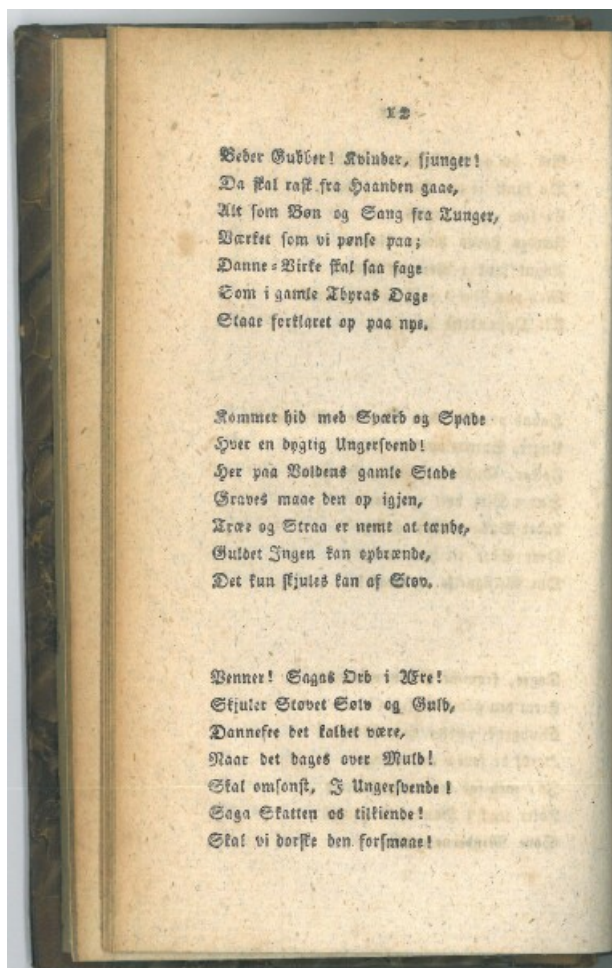 12
Beder Gubber! Kvinder, sjunger!
Da skal rask fra Haanden gaae,
Alt som Bøn og Sang fra Tunger,
Værket som vi pønse paa;
Danne-Virke skal saa fage
Som i gamle Thyras Dage
Staae forklaret op paa nye.
Kommer hid med Sværd og Spade
Hver en dygtig Ungersvend!
Her paa Voldens gamle Stade
Graves maae den op igjen,
Træe og Straa er nemt at tænde,
Guldet Ingen kan opbrænde,
Det kun skjules kan af Støv.
Venner! Sagas Ord i Ære!
Skjuler Støvet Sølv og Guld,
Dannefee det kaldet være,
Naar det dages over Muld!
Skal omsonst, I Ungersvende!
Saga Skatten os tilkiende!
Skal vi dorske den forsmaae!